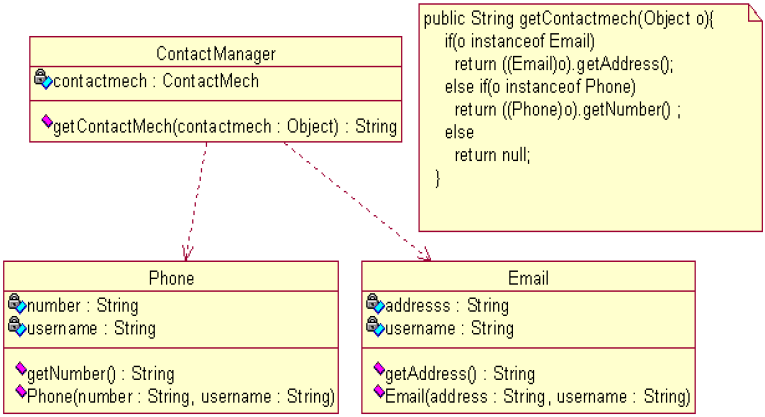 ContactManager
contactmech : ContactMech
getContactMech(contactmech : Object) : String
public String getContactmech(Object o){
if(o instanceof Email)
return ((Email)o).getAddress();
else if(o instanceof Phone)
return ((Phone)o).getNumber() ;
else
return null;
}
Phone
number : String
username : String
getNumber() : String
Phone(number : String, username : String)
Email
addresss : String
username : String
getAddress() : String
Email(address : String, username : String)